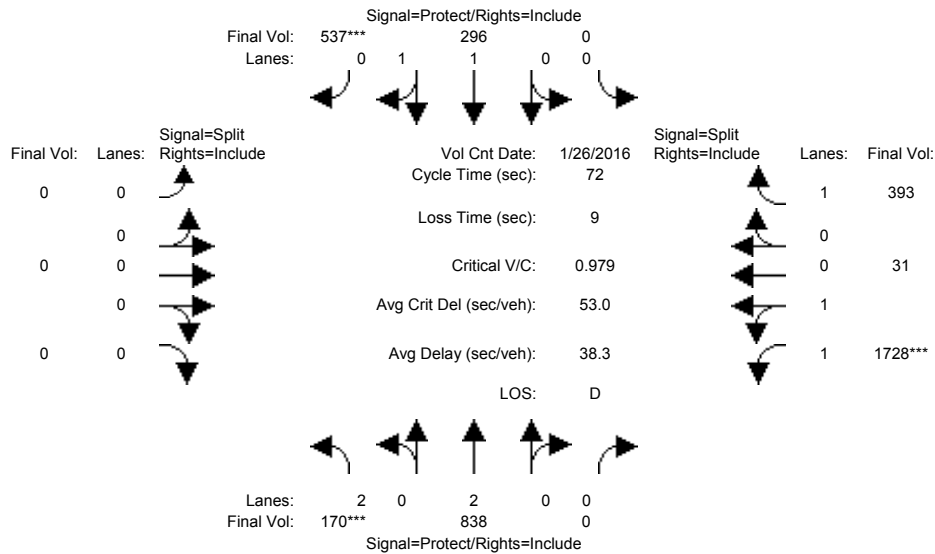 Signal=Protect/Rights=Include
Final Vol: 537*** 296 0
Lanes: 0 1 1 0 0
Signal=Split Signal=Split
Final Vol: Lanes: Rights=Include Vol Cnt Date: 1/26/2016 Rights=Include Lanes: Final Vol:
Cycle Time (sec): 72
0 0 1 393
Loss Time (sec): 9
0 0
0 0 Critical V/C: 0.979 0 31
0 Avg Crit Del (sec/veh): 53.0 1
0 0 Avg Delay (sec/veh): 38.3 1 1728***
LOS: D
Lanes: 2 0 2 0 0
Final Vol: 170*** 838 0
Signal=Protect/Rights=Include